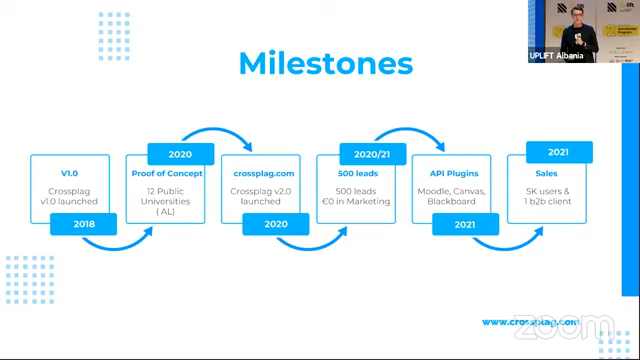 UPLIFT Albania
Milestones
2020
2020/21
2021
V1.0
Crossplag
v1.0 launched
2018
Proof of Concept
12 Public
Universities
( AL)
crossplag.com
Crossplag v2.0
launched
2020
500 leads
500 leads
€0 in Marketing
API Plugins
Moodle, Canvas,
Blackboard
2021
Sales
5K users &
1 b2b client
www.crossplag.com
zoom